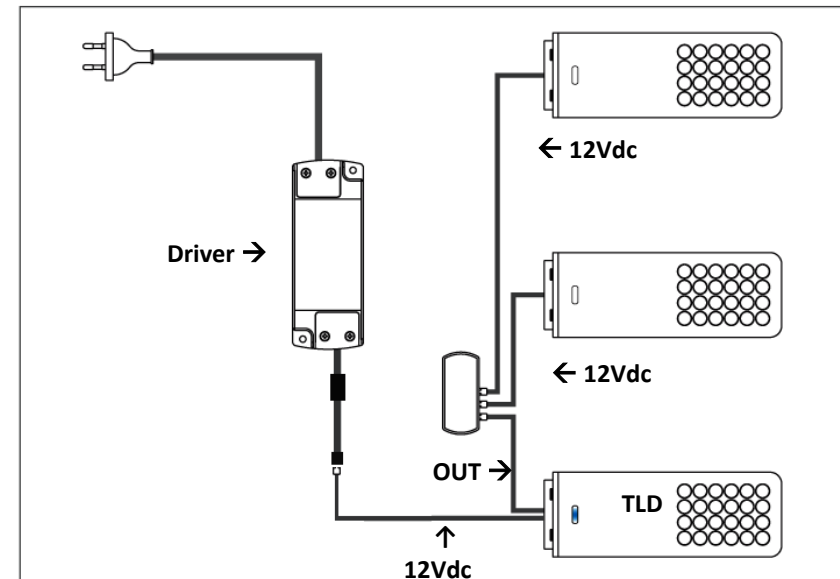 ← 12Vdc
Driver →
← 12Vdc
OUT →
TLD
↑
12Vdc